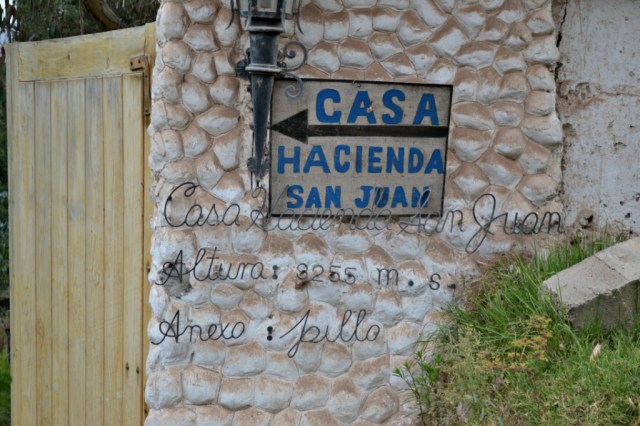 CASA
HACIENDA
SAN JUAN
Casa Hacienda San Juan
Altura: 3255 m. s.
Anexo : pillo